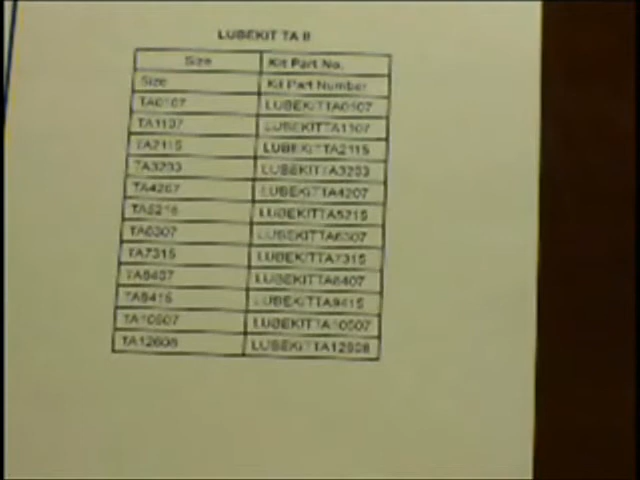 LUBEKIT TA II
Size Kit Part No.
Size Kit Part Number
TA0107 LUBEKITTA0107
TA1107 LUBEKITTA1107
TA2115 LUBEKITTA2115
TA3203 LUBEKITTA3203
TA4207 LUBEKITTA4207
TA5215 LUBEKITTA5215
TA6307 LUBEKITTA6307
TA7315 LUBEKITTA7315
TA8407 LUBEKITTA8407
TA9415 LUBEKITTA9415
TA10507 LUBEKITTA10507
TA12608 LUBEKITTA12608